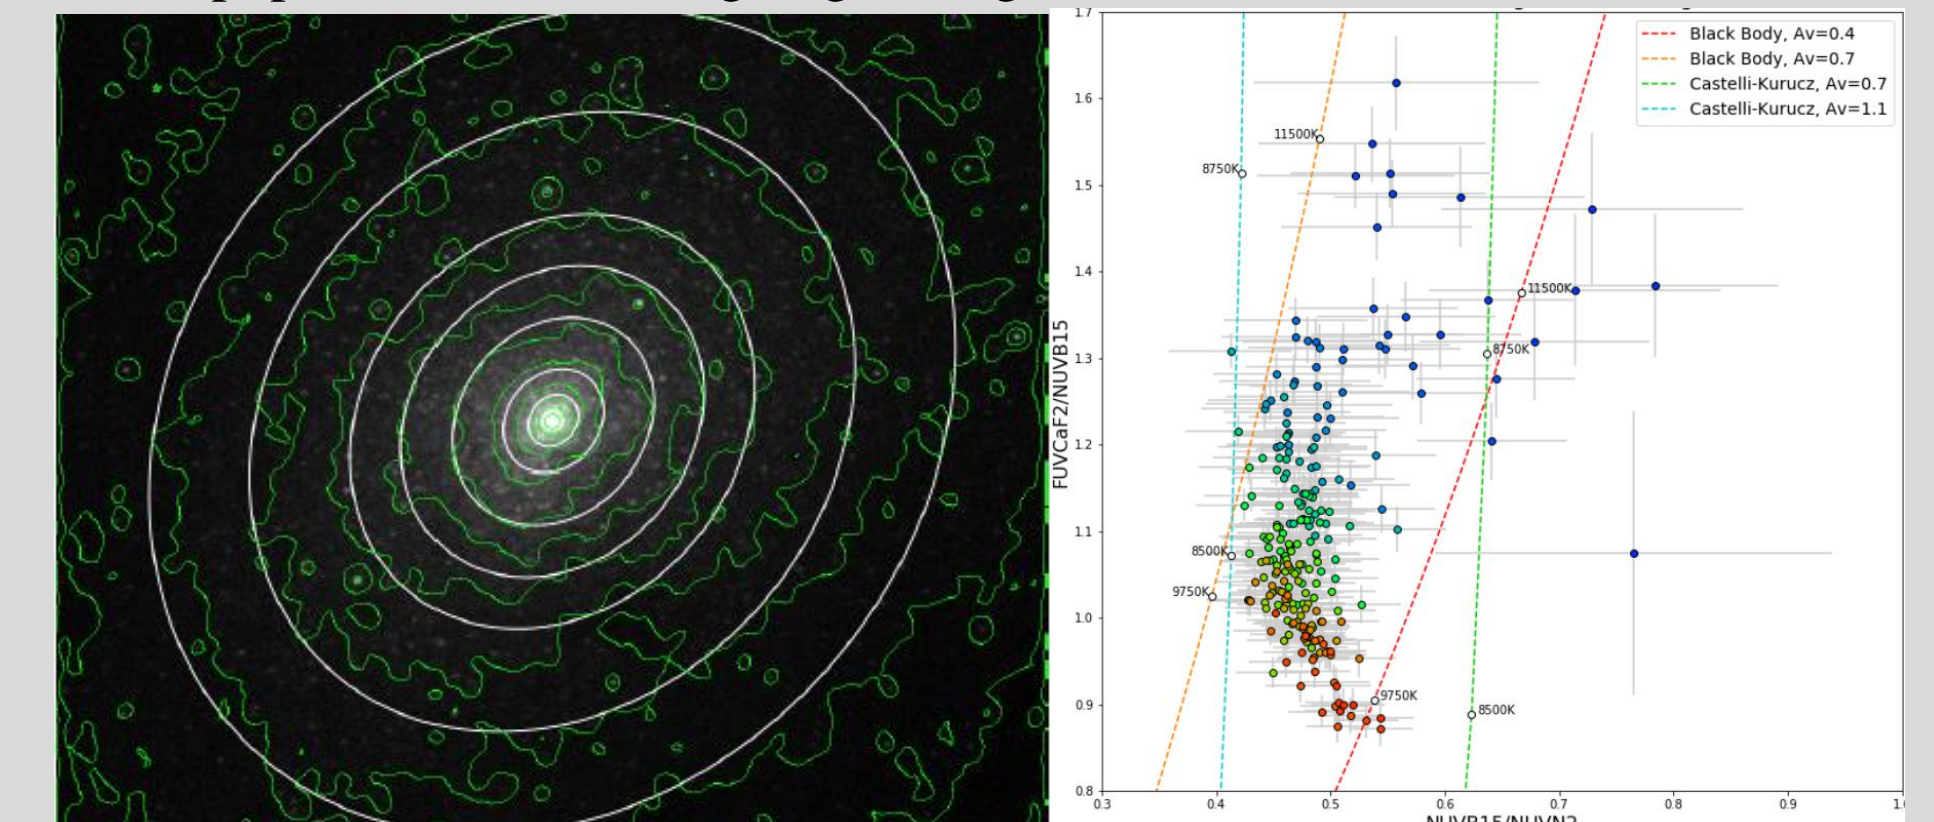 Black Body, Av=0.4
Black Body, Av=0.7
Castelli-Kurucz, Av=0.7
Castelli-Kurucz, Av=1.1
1.7
1.6
1.5
1.4
1.3
1.2
1.1
1.0
0.9
0.8
FUVCaF2/NUVB15
11500K
8750K
11500K
8750K
8500K
9750K
9750K
8500K
0.3
0.4
0.5
0.6
0.7
0.8
0.9
1.0
NUVB15/NUVN2